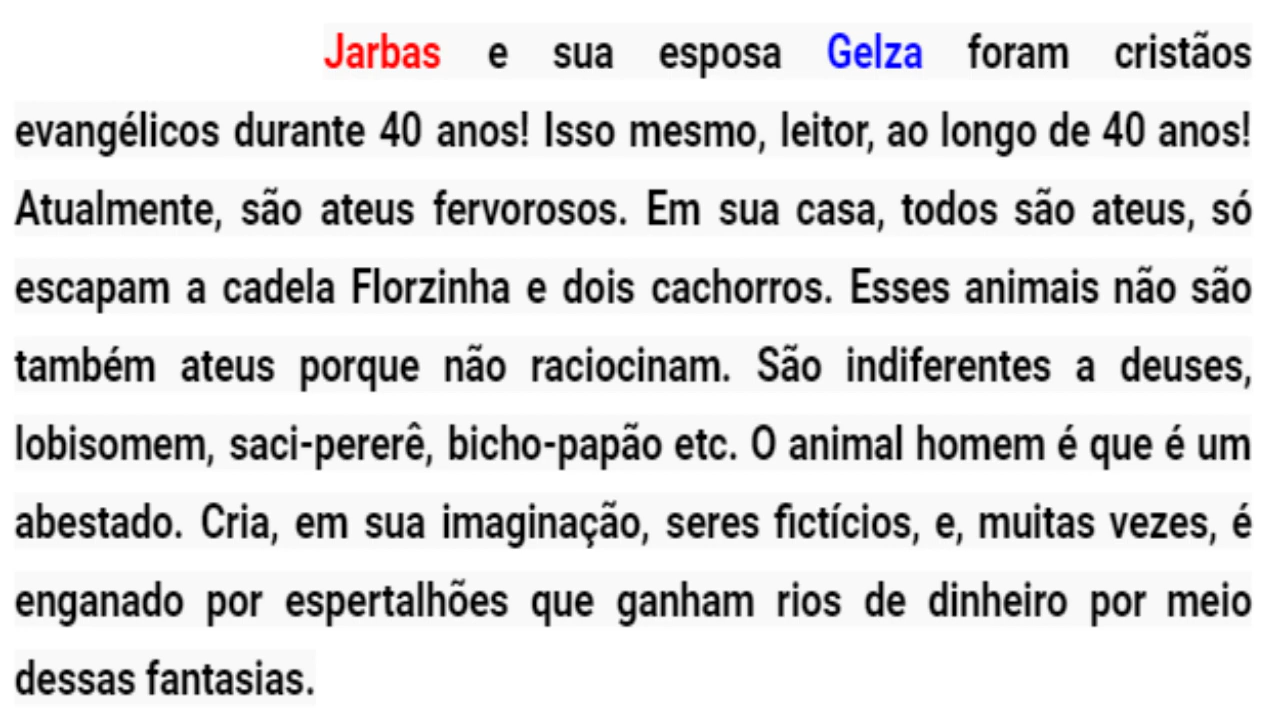 Jarbas e sua esposa Gelza foram cristãos
evangélicos durante 40 anos! Isso mesmo, leitor, ao longo de 40 anos!
Atualmente, são ateus fervorosos. Em sua casa, todos são ateus, só
escapam a cadela Florzinha e dois cachorros. Esses animais não são
também ateus porque não raciocinam. São indiferentes a deuses,
lobisomem, saci-pererê, bicho-papão etc. O animal homem é que é um
abestado. Cria, em sua imaginação, seres fictícios, e, muitas vezes, é
enganado por espertalhões que ganham rios de dinheiro por meio
dessas fantasias.